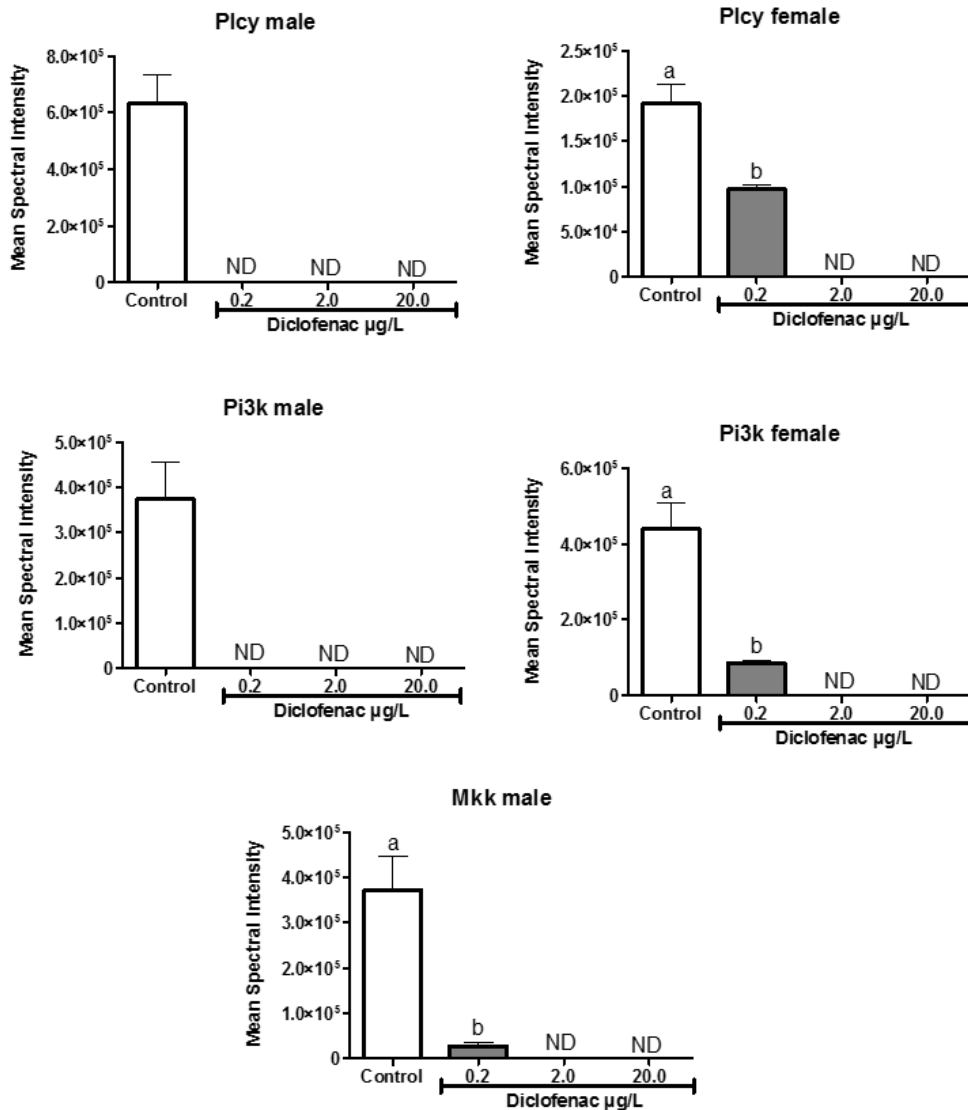 Plcy male
Mean Spectral Intensity
8.0×10⁵
6.0×10⁵
4.0×10⁵
2.0×10⁵
0
ND ND ND
Control 0.2 2.0 20.0
Diclofenac µg/L
Plcy female
Mean Spectral Intensity
2.5×10⁵
2.0×10⁵
1.5×10⁵
1.0×10⁵
5.0×10⁴
0
a
b
ND ND
Control 0.2 2.0 20.0
Diclofenac µg/L
Pi3k male
Mean Spectral Intensity
5.0×10⁵
4.0×10⁵
3.0×10⁵
2.0×10⁵
1.0×10⁵
0
ND ND ND
Control 0.2 2.0 20.0
Diclofenac µg/L
Pi3k female
Mean Spectral Intensity
6.0×10⁵
4.0×10⁵
2.0×10⁵
0
a
b
ND ND
Control 0.2 2.0 20.0
Diclofenac µg/L
Mkk male
Mean Spectral Intensity
5.0×10⁵
4.0×10⁵
3.0×10⁵
2.0×10⁵
1.0×10⁵
0
a
b
ND ND
Control 0.2 2.0 20.0
Diclofenac µg/L